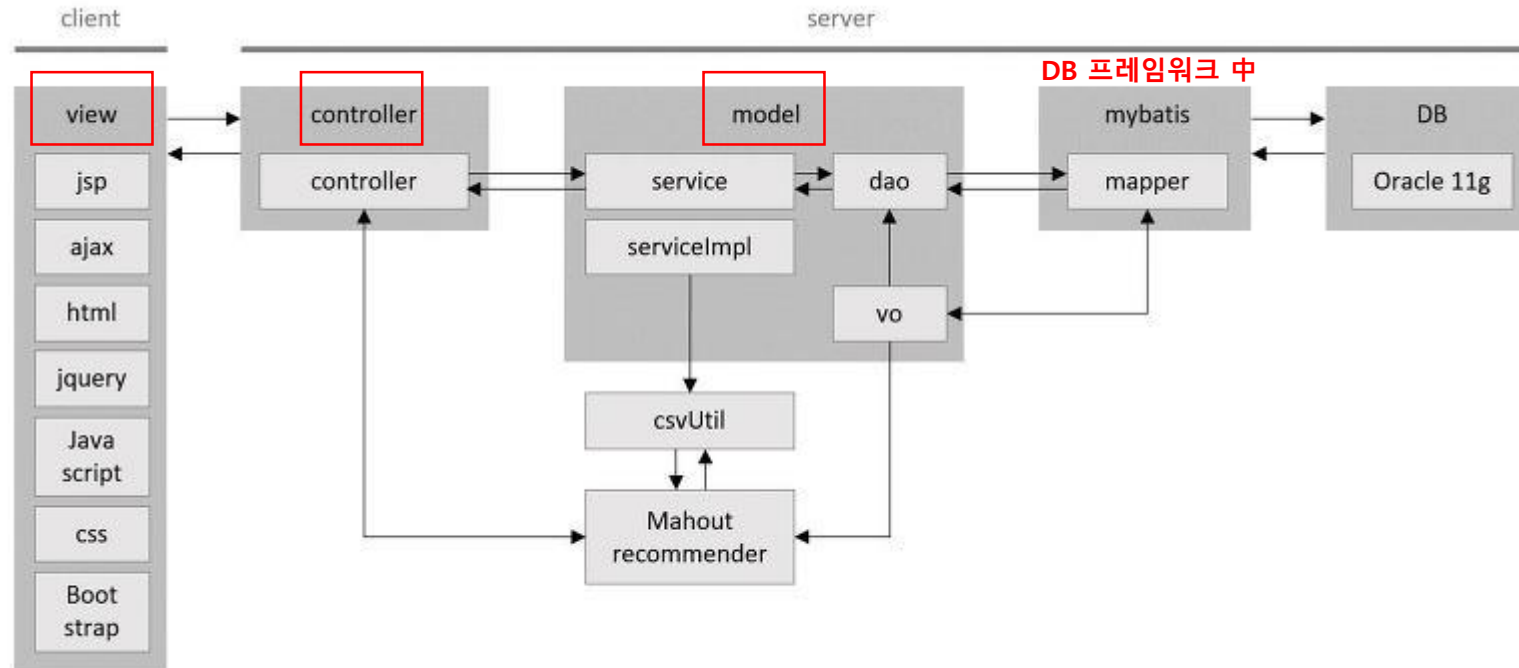 client
server
DB 프레임워크 中
view
controller
model
mybatis
DB
jsp
controller
service
dao
mapper
Oracle 11g
ajax
serviceImpl
html
vo
jquery
csvUtil
Java
script
Mahout
recommender
css
Boot
strap